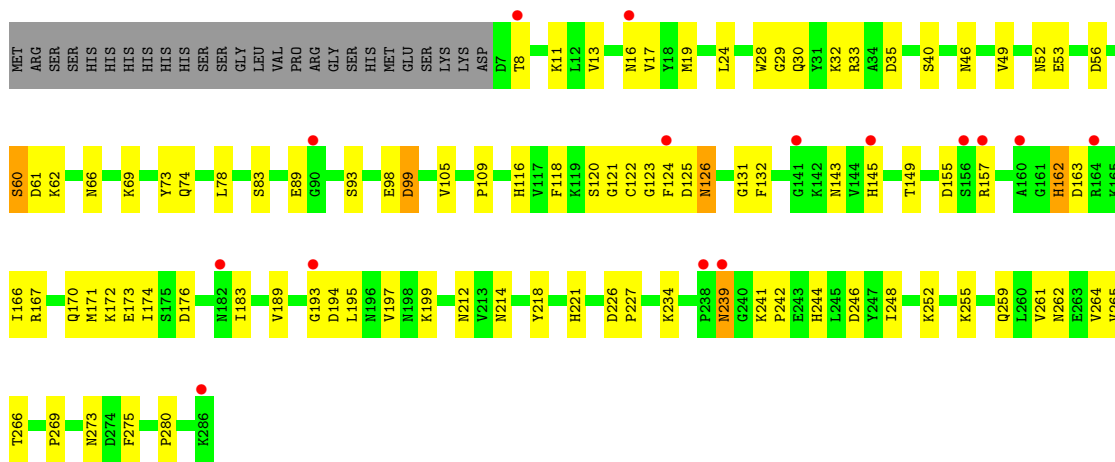 MET ARG SER SER HIS HIS HIS HIS HIS HIS SER SER GLY LEU VAL PRO ARG GLY SER HIS MET GLU SER LYS LYS ASP D7 T8 K11 L12 V13 N16 V17 Y18 M19 L24 W28 G29 Q30 Y31 K32 R33 A34 D35 S40 N46 V49 N52 E53 D56
S60 D61 K62 N66 K69 Y73 Q74 L78 S83 E89 G90 S93 E98 D99 V105 P109 H116 V117 F118 K119 S120 G121 C122 G123 F124 D125 N126 G131 F132 G141 K142 N143 V144 H145 T149 D155 S156 R157 A160 G161 H162 D163 R164 K165
I166 R167 Q170 M171 K172 E173 I174 S175 D176 N182 I183 V189 G193 D194 L195 N196 V197 N198 K199 N212 V213 N214 Y218 H221 D226 P227 K234 P238 N239 G240 K241 P242 E243 H244 L245 D246 Y247 I248 K252 K255 Q259 L260 V261 N262 E263 V264
T266 P269 N273 D274 F275 P280 K286